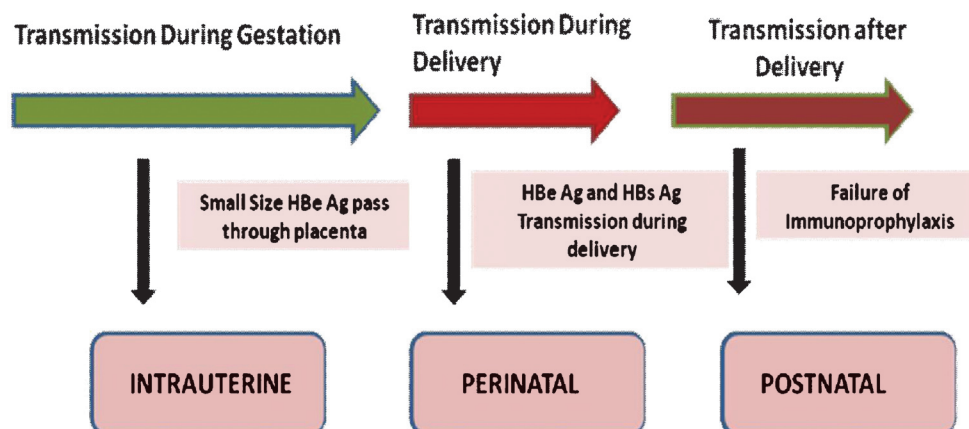 Transmission During Gestation
Transmission During
Delivery
Transmission after
Delivery
Small Size HBe Ag pass
through placenta
HBe Ag and HBs Ag
Transmission during
delivery
Failure of
Immunoprophylaxis
INTRAUTERINE
PERINATAL
POSTNATAL